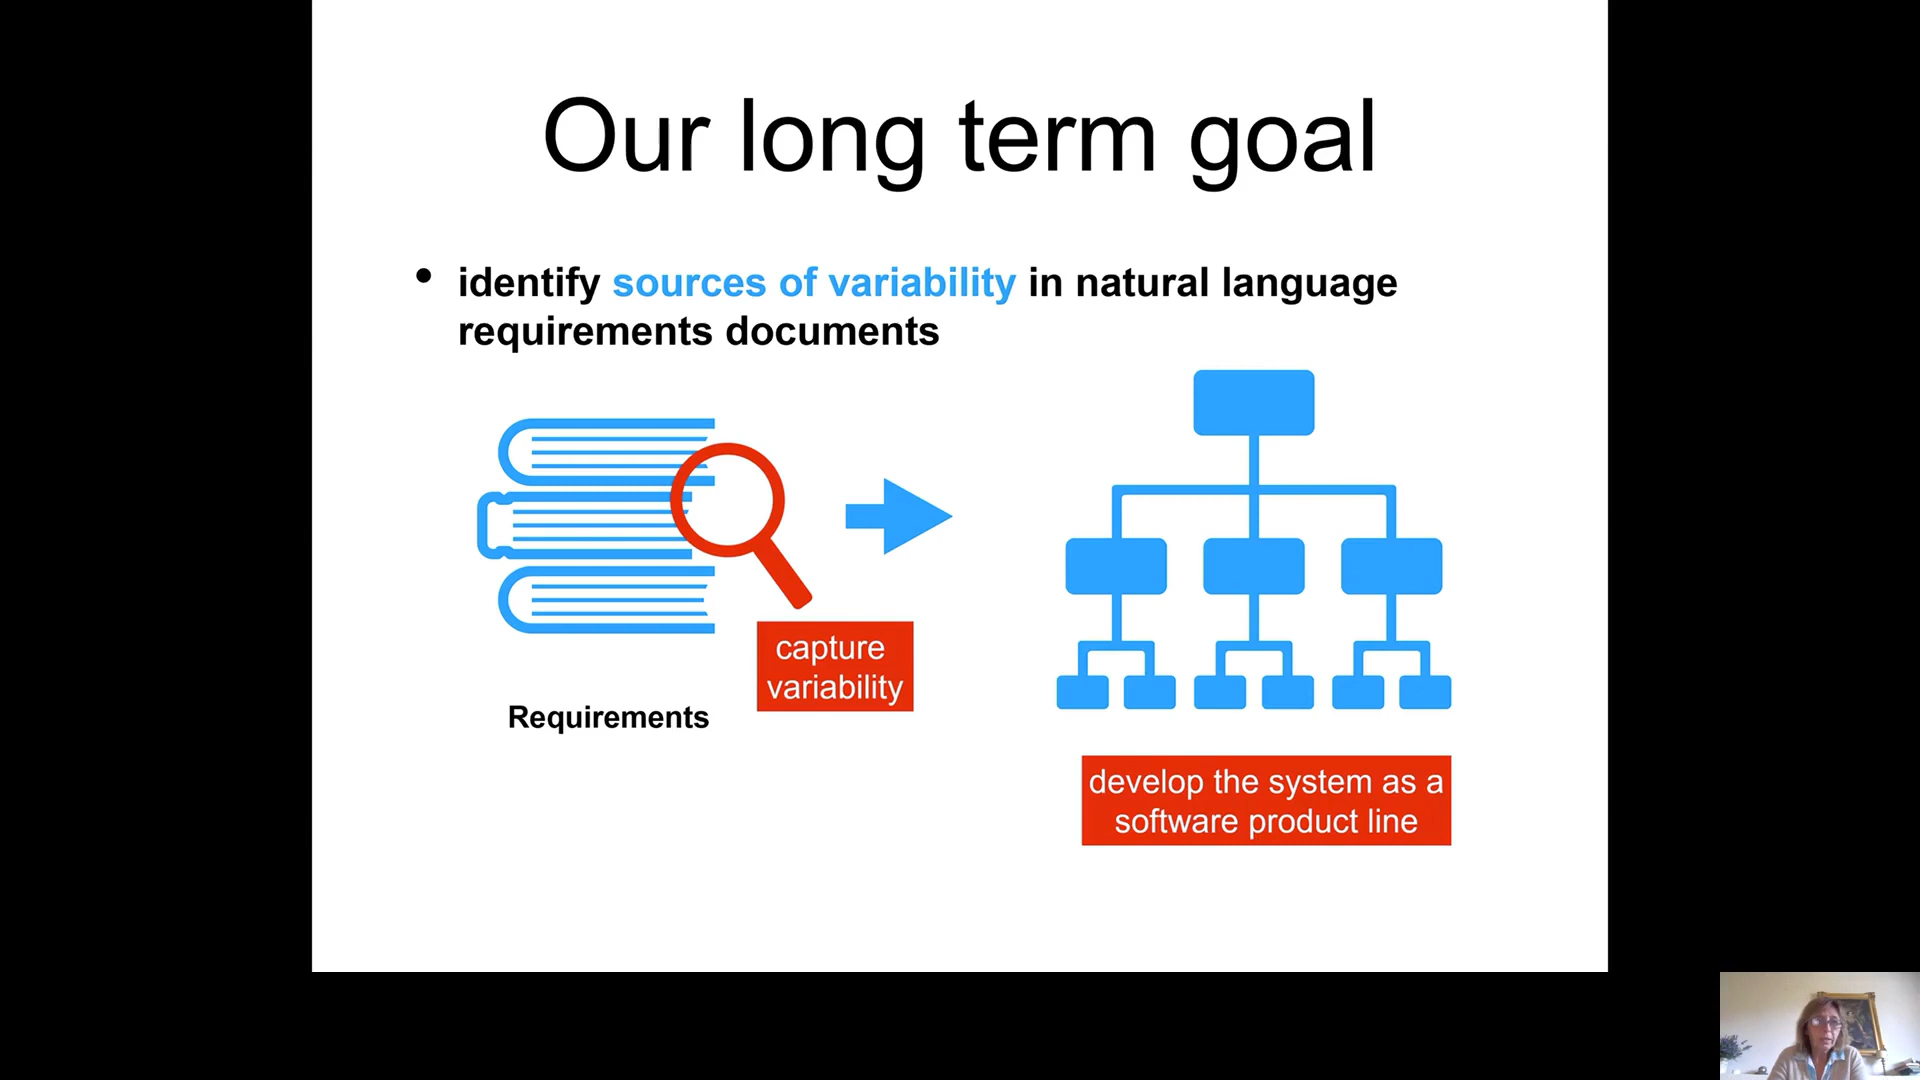 Our long term goal
• identify sources of variability in natural language
requirements documents
capture
variability
Requirements
develop the system as a
software product line